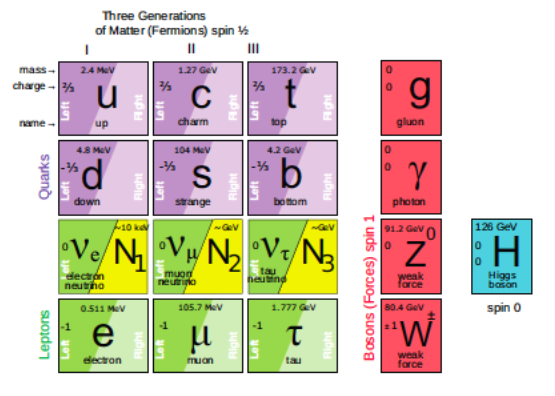 Three Generations
of Matter (Fermions) spin ½
I II III
mass→ 2.4 MeV 1.27 GeV 173.2 GeV 0
charge→ ⅔ u ⅔ c ⅔ t 0 g
Left Right Left Right Left Right
name→ up charm top gluon
Quarks
4.8 MeV 104 MeV 4.2 GeV 0
-⅓ d -⅓ s -⅓ b 0 γ
Left Right Left Right Left Right
down strange bottom photon
~10 keV ~GeV ~GeV 91.2 GeV 126 GeV
0 νe N1 0 νμ N2 0 ντ N3 0 Z0 0 H
0
Left Left Left
electron neutrino muon neutrino tau neutrino weak force Higgs boson
spin 0
Leptons
0.511 MeV 105.7 MeV 1.777 GeV 80.4 GeV
-1 e -1 μ -1 τ ±1 W±
Left Right Left Right Left Right
electron muon tau weak force
Bosons (Forces) spin 1